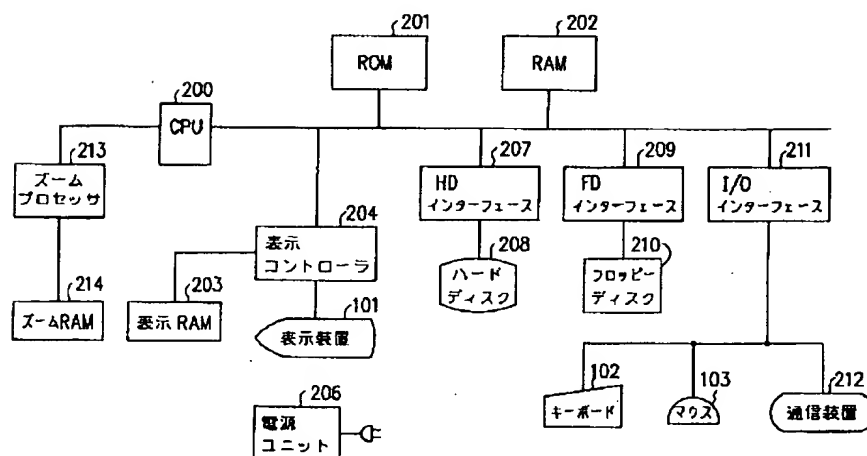 201
ROM
202
RAM
200
CPU
213
ズーム
プロセッサ
207
HD
インターフェース
209
FD
インターフェース
211
I/O
インターフェース
204
表示
コントローラ
208
ハード
ディスク
210
フロッピー
ディスク
214
ズームRAM
203
表示RAM
101
表示装置
102
キーボード
103
マウス
212
通信装置
206
電源
ユニット